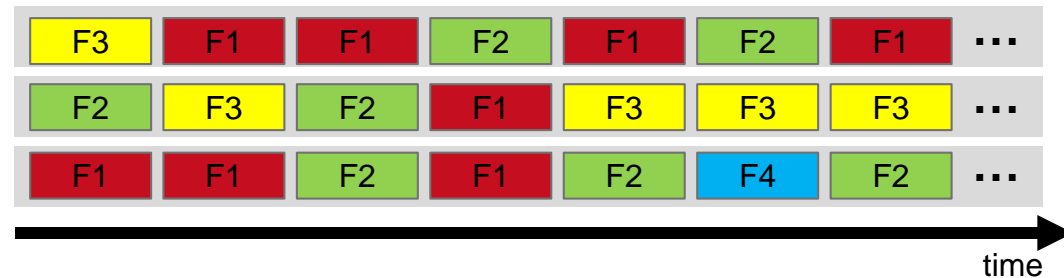 F3 F1 F1 F2 F1 F2 F1 ...
F2 F3 F2 F1 F3 F3 F3 ...
F1 F1 F2 F1 F2 F4 F2 ...
time